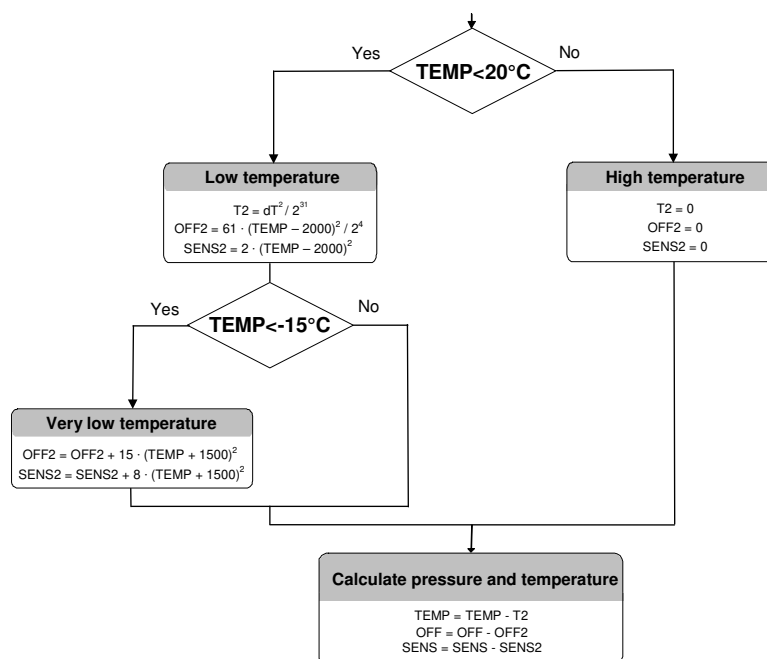 Yes
No
TEMP<20°C
Low temperature
T2 = dT² / 2³¹
OFF2 = 61 · (TEMP – 2000)² / 2⁴
SENS2 = 2 · (TEMP – 2000)²
High temperature
T2 = 0
OFF2 = 0
SENS2 = 0
Yes
No
TEMP<-15°C
Very low temperature
OFF2 = OFF2 + 15 · (TEMP + 1500)²
SENS2 = SENS2 + 8 · (TEMP + 1500)²
Calculate pressure and temperature
TEMP = TEMP - T2
OFF = OFF - OFF2
SENS = SENS - SENS2